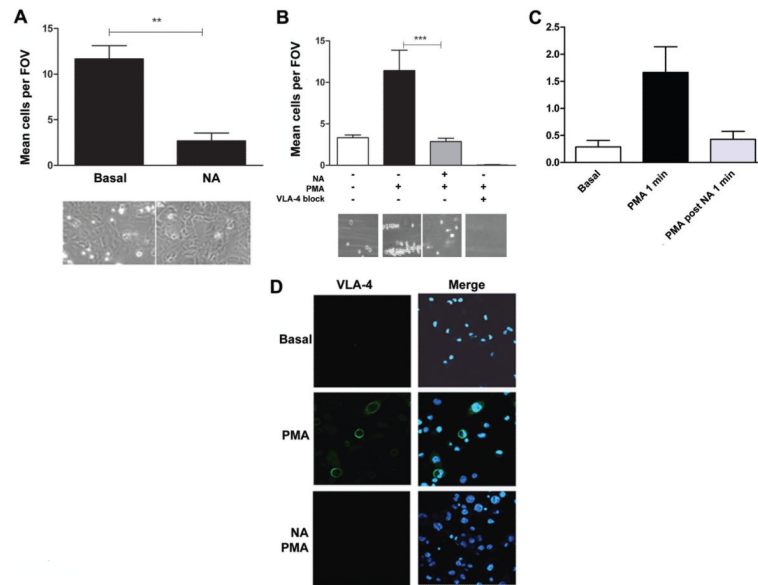 A
**
Mean cells per FOV
15
10
5
0
Basal NA
B
***
Mean cells per FOV
15
10
5
0
NA - - + -
PMA - + + +
VLA-4 block - - - +
C
2.5
2.0
1.5
1.0
0.5
0.0
Basal
PMA 1 min
PMA post NA 1 min
D
VLA-4 Merge
Basal
PMA
NA
PMA